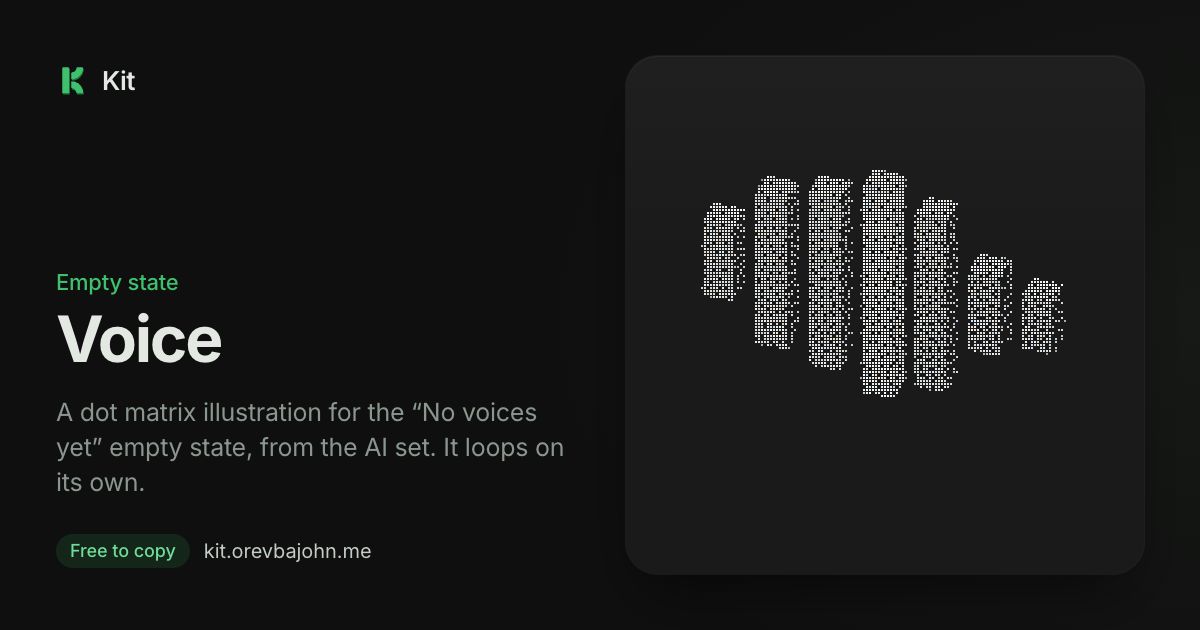 Kit
Empty state
Voice
A dot matrix illustration for the “No voices
yet” empty state, from the AI set. It loops on
its own.
Free to copy
kit.orevbajohn.me